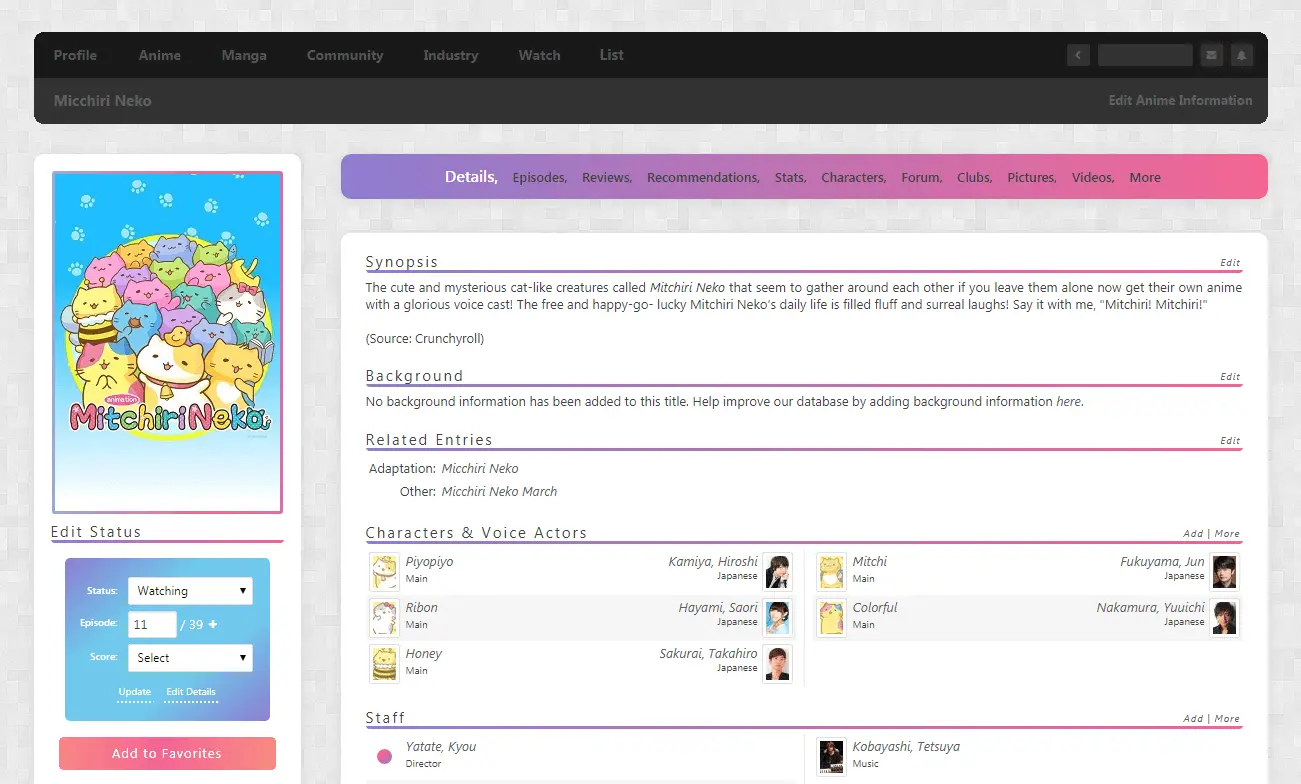 Profile Anime Manga Community Industry Watch List
Micchiri Neko Edit Anime Information
Details, Episodes, Reviews, Recommendations, Stats, Characters, Forum, Clubs, Pictures, Videos, More
animation
MitchiriNeko
Edit Status
Status: Watching
Episode: 11 / 39 +
Score: Select
Update Edit Details
Add to Favorites
Synopsis Edit
The cute and mysterious cat-like creatures called Mitchiri Neko that seem to gather around each other if you leave them alone now get their own anime
with a glorious voice cast! The free and happy-go- lucky Mitchiri Neko’s daily life is filled fluff and surreal laughs! Say it with me, "Mitchiri! Mitchiri!"
(Source: Crunchyroll)
Background Edit
No background information has been added to this title. Help improve our database by adding background information here.
Related Entries Edit
Adaptation: Micchiri Neko
Other: Micchiri Neko March
Characters & Voice Actors Add | More
Piyopiyo Kamiya, Hiroshi Mitchi Fukuyama, Jun
Main Japanese Main Japanese
Ribon Hayami, Saori Colorful Nakamura, Yuuichi
Main Japanese Main Japanese
Honey Sakurai, Takahiro
Main Japanese
Staff Add | More
Yatate, Kyou Kobayashi, Tetsuya
Director Music